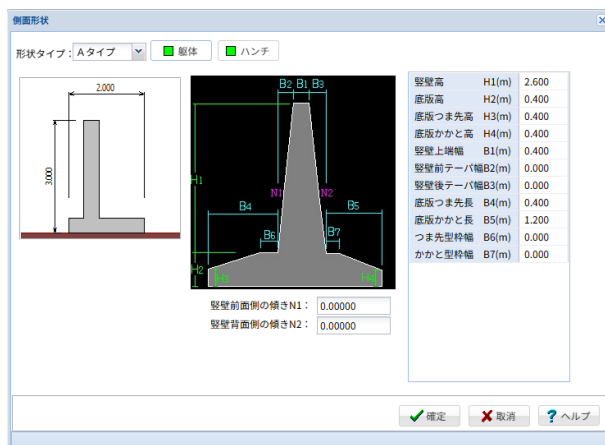 側面形状
形状タイプ： Aタイプ 躯体 ハンチ
2.000
3.000
B2 B1 B3
H1
N1 N2
B4 B5
B6 B7
H2 H3 H4
竪壁前面側の傾きN1： 0.00000
竪壁背面側の傾きN2： 0.00000
竪壁高 H1(m) 2.600
底版高 H2(m) 0.400
底版つま先高 H3(m) 0.400
底版かかと高 H4(m) 0.400
竪壁上端幅 B1(m) 0.400
竪壁前テーパ幅B2(m) 0.000
竪壁後テーパ幅B3(m) 0.000
底版つま先長 B4(m) 0.400
底版かかと長 B5(m) 1.200
つま先型枠幅 B6(m) 0.000
かかと型枠幅 B7(m) 0.000
確定 取消 ? ヘルプ